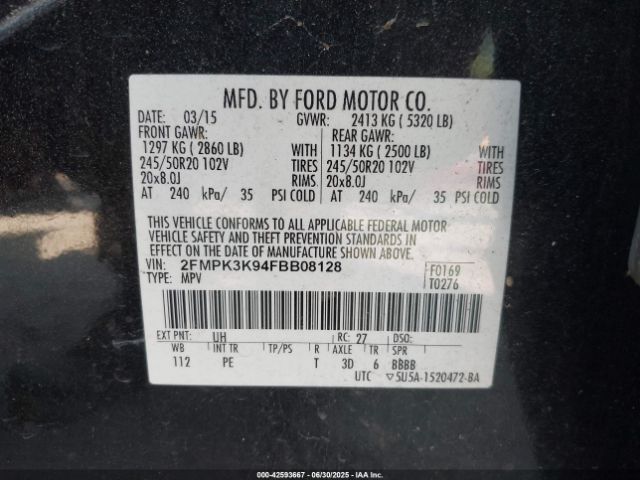 MFD. BY FORD MOTOR CO.
DATE: 03/15 GVWR: 2413 KG ( 5320 LB)
FRONT GAWR: REAR GAWR:
1297 KG ( 2860 LB) WITH 1134 KG ( 2500 LB) WITH
245/50R20 102V TIRES 245/50R20 102V TIRES
20x8.0J RIMS 20x8.0J RIMS
AT 240 kPa/ 35 PSI COLD AT 240 kPa/ 35 PSI COLD
THIS VEHICLE CONFORMS TO ALL APPLICABLE FEDERAL MOTOR
VEHICLE SAFETY AND THEFT PREVENTION STANDARDS IN
EFFECT ON THE DATE OF MANUFACTURE SHOWN ABOVE.
VIN: 2FMPK3K94FBB08128 F0169
TYPE: MPV T0276
EXT PNT: UH RC: 27 DSO:
WB INT TR TP/PS R AXLE TR SPR
112 PE T 3D 6 BBBB
UTC ▽5U5A-1520472-BA
000-42593667 - 06/30/2025 - IAA Inc.